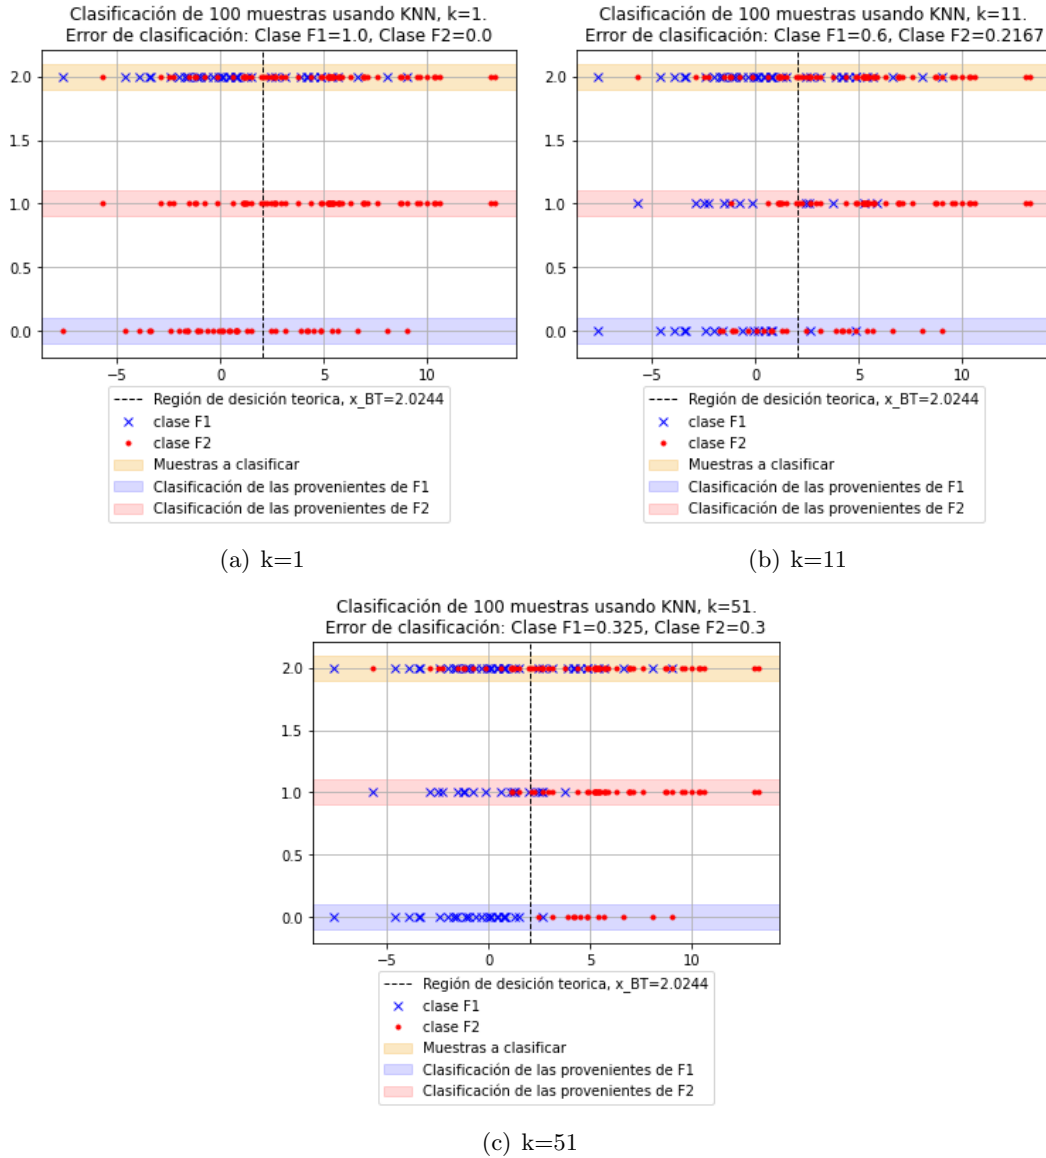 Clasificación de 100 muestras usando KNN, k=1.
Error de clasificación: Clase F1=1.0, Clase F2=0.0
2.0
1.5
1.0
0.5
0.0
−5
0
5
10
Región de desición teorica, x_BT=2.0244
clase F1
clase F2
Muestras a clasificar
Clasificación de las provenientes de F1
Clasificación de las provenientes de F2
(a) k=1
Clasificación de 100 muestras usando KNN, k=11.
Error de clasificación: Clase F1=0.6, Clase F2=0.2167
2.0
1.5
1.0
0.5
0.0
−5
0
5
10
Región de desición teorica, x_BT=2.0244
clase F1
clase F2
Muestras a clasificar
Clasificación de las provenientes de F1
Clasificación de las provenientes de F2
(b) k=11
Clasificación de 100 muestras usando KNN, k=51.
Error de clasificación: Clase F1=0.325, Clase F2=0.3
2.0
1.5
1.0
0.5
0.0
−5
0
5
10
Región de desición teorica, x_BT=2.0244
clase F1
clase F2
Muestras a clasificar
Clasificación de las provenientes de F1
Clasificación de las provenientes de F2
(c) k=51